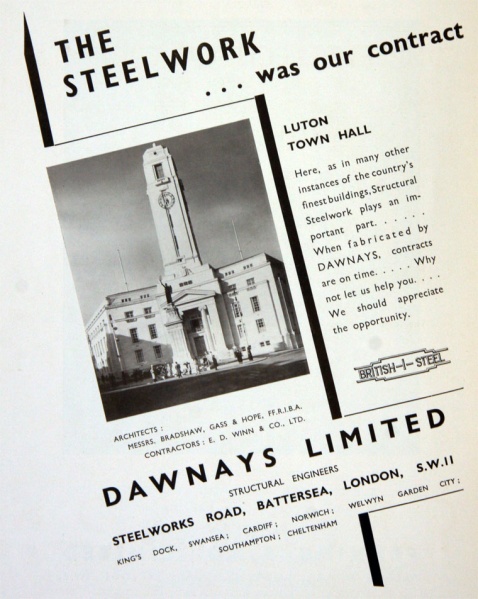 THE
STEELWORK
... was our contract
LUTON
TOWN HALL
Here, as in many other
instances of the country's
finest buildings, Structural
Steelwork plays an im-
portant part. . . . . .
When fabricated by
DAWNAYS, contracts
are on time. . . . . Why
not let us help you. . . .
We should appreciate
the opportunity.
BRITISH-I-STEEL
ARCHITECTS :
MESSRS. BRADSHAW, GASS & HOPE, FF.R.I.B.A.
CONTRACTORS : E. D. WINN & CO., LTD.
DAWNAYS LIMITED
STRUCTURAL ENGINEERS
STEELWORKS ROAD, BATTERSEA, LONDON, S.W.11
KING'S DOCK, SWANSEA; CARDIFF; NORWICH; WELWYN GARDEN CITY;
SOUTHAMPTON; CHELTENHAM